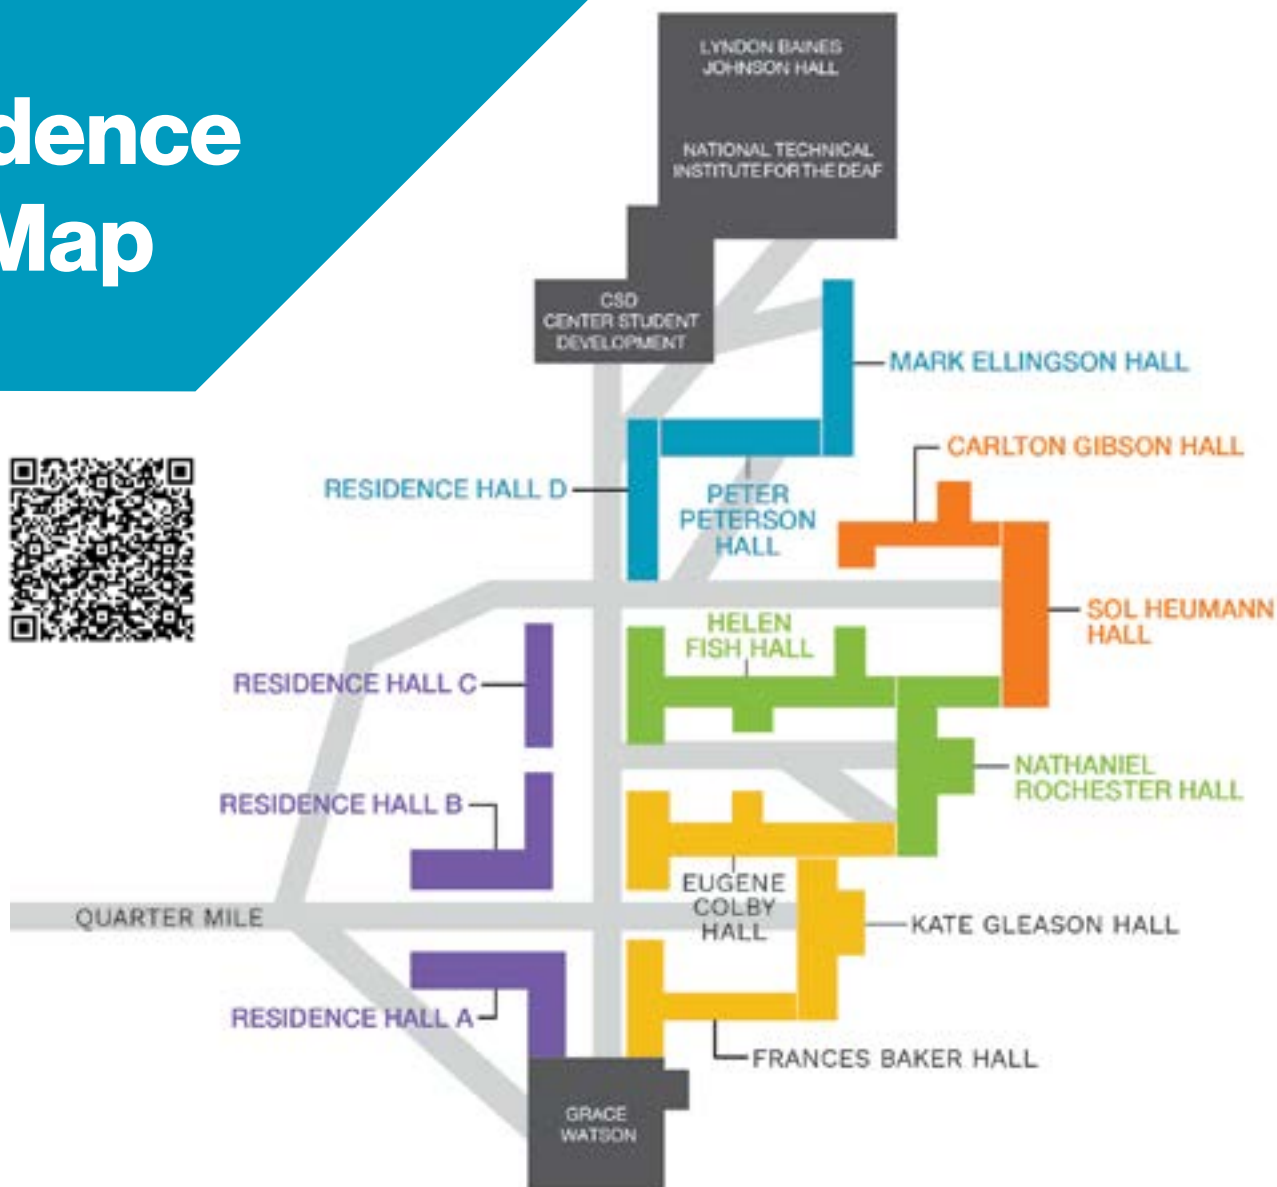 dence
Map
LYNDON BAINES
JOHNSON HALL
NATIONAL TECHNICAL
INSTITUTE FOR THE DEAF
CSD
CENTER STUDENT
DEVELOPMENT
MARK ELLINGSON HALL
CARLTON GIBSON HALL
RESIDENCE HALL D
PETER
PETERSON
HALL
SOL HEUMANN
HALL
HELEN
FISH HALL
RESIDENCE HALL C
NATHANIEL
ROCHESTER HALL
RESIDENCE HALL B
EUGENE
COLBY
HALL
QUARTER MILE
KATE GLEASON HALL
RESIDENCE HALL A
FRANCES BAKER HALL
GRACE
WATSON